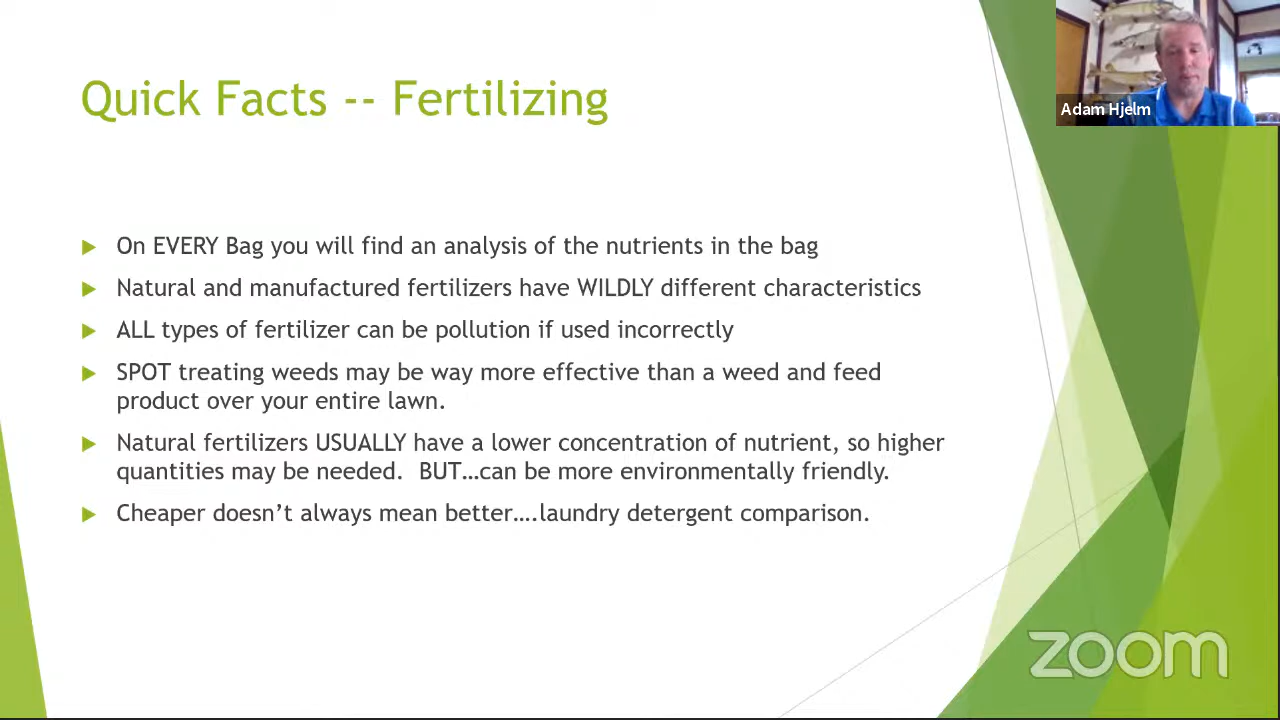 Quick Facts -- Fertilizing
Adam Hjelm
On EVERY Bag you will find an analysis of the nutrients in the bag
Natural and manufactured fertilizers have WILDLY different characteristics
ALL types of fertilizer can be pollution if used incorrectly
SPOT treating weeds may be way more effective than a weed and feed
product over your entire lawn.
Natural fertilizers USUALLY have a lower concentration of nutrient, so higher
quantities may be needed.  BUT…can be more environmentally friendly.
Cheaper doesn’t always mean better….laundry detergent comparison.
zoom